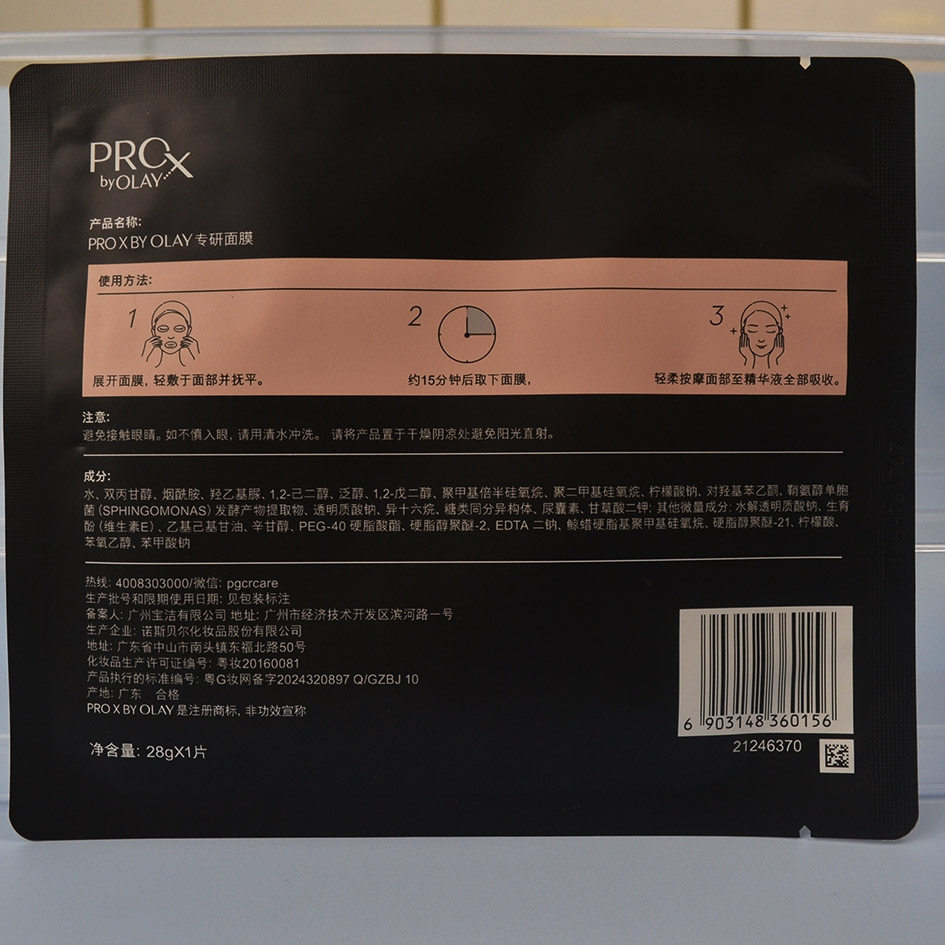 PROX
by OLAY
产品名称:
PRO X BY OLAY 专研面膜
使用方法:
1
2
3
展开面膜, 轻敷于面部并抚平。
约15分钟后取下面膜,
轻柔按摩面部至精华液全部吸收。
注意:
避免接触眼睛。如不慎入眼, 请用清水冲洗。 请将产品置于干燥阴凉处避免阳光直射。
成分:
水、双丙甘醇、烟酰胺、羟乙基脲、1,2-己二醇、泛醇、1,2-戊二醇、聚甲基倍半硅氧烷、聚二甲基硅氧烷、柠檬酸钠、对羟基苯乙酮、鞘氨醇单胞
菌 (SPHINGOMONAS) 发酵产物提取物、透明质酸钠、异十六烷、糖类同分异构体、尿囊素、甘草酸二钾; 其他微量成分: 水解透明质酸钠、生育
酚 (维生素E) 、乙基己基甘油、辛甘醇、PEG-40 硬脂酸酯、硬脂醇聚醚-2、EDTA 二钠、鲸蜡硬脂基聚甲基硅氧烷、硬脂醇聚醚-21、柠檬酸、
苯氧乙醇、苯甲酸钠
热线: 4008303000/微信: pgcrcare
生产批号和限期使用日期: 见包装标注
备案人: 广州宝洁有限公司 地址: 广州市经济技术开发区滨河路一号
生产企业: 诺斯贝尔化妆品股份有限公司
地址: 广东省中山市南头镇东福北路50号
化妆品生产许可证编号: 粤妆20160081
产品执行的标准编号: 粤G妆网备字2024320897 Q/GZBJ 10
产地: 广东 合格
PRO X BY OLAY 是注册商标, 非功效宣称
净含量: 28gX1片
6 903148 360156
21246370